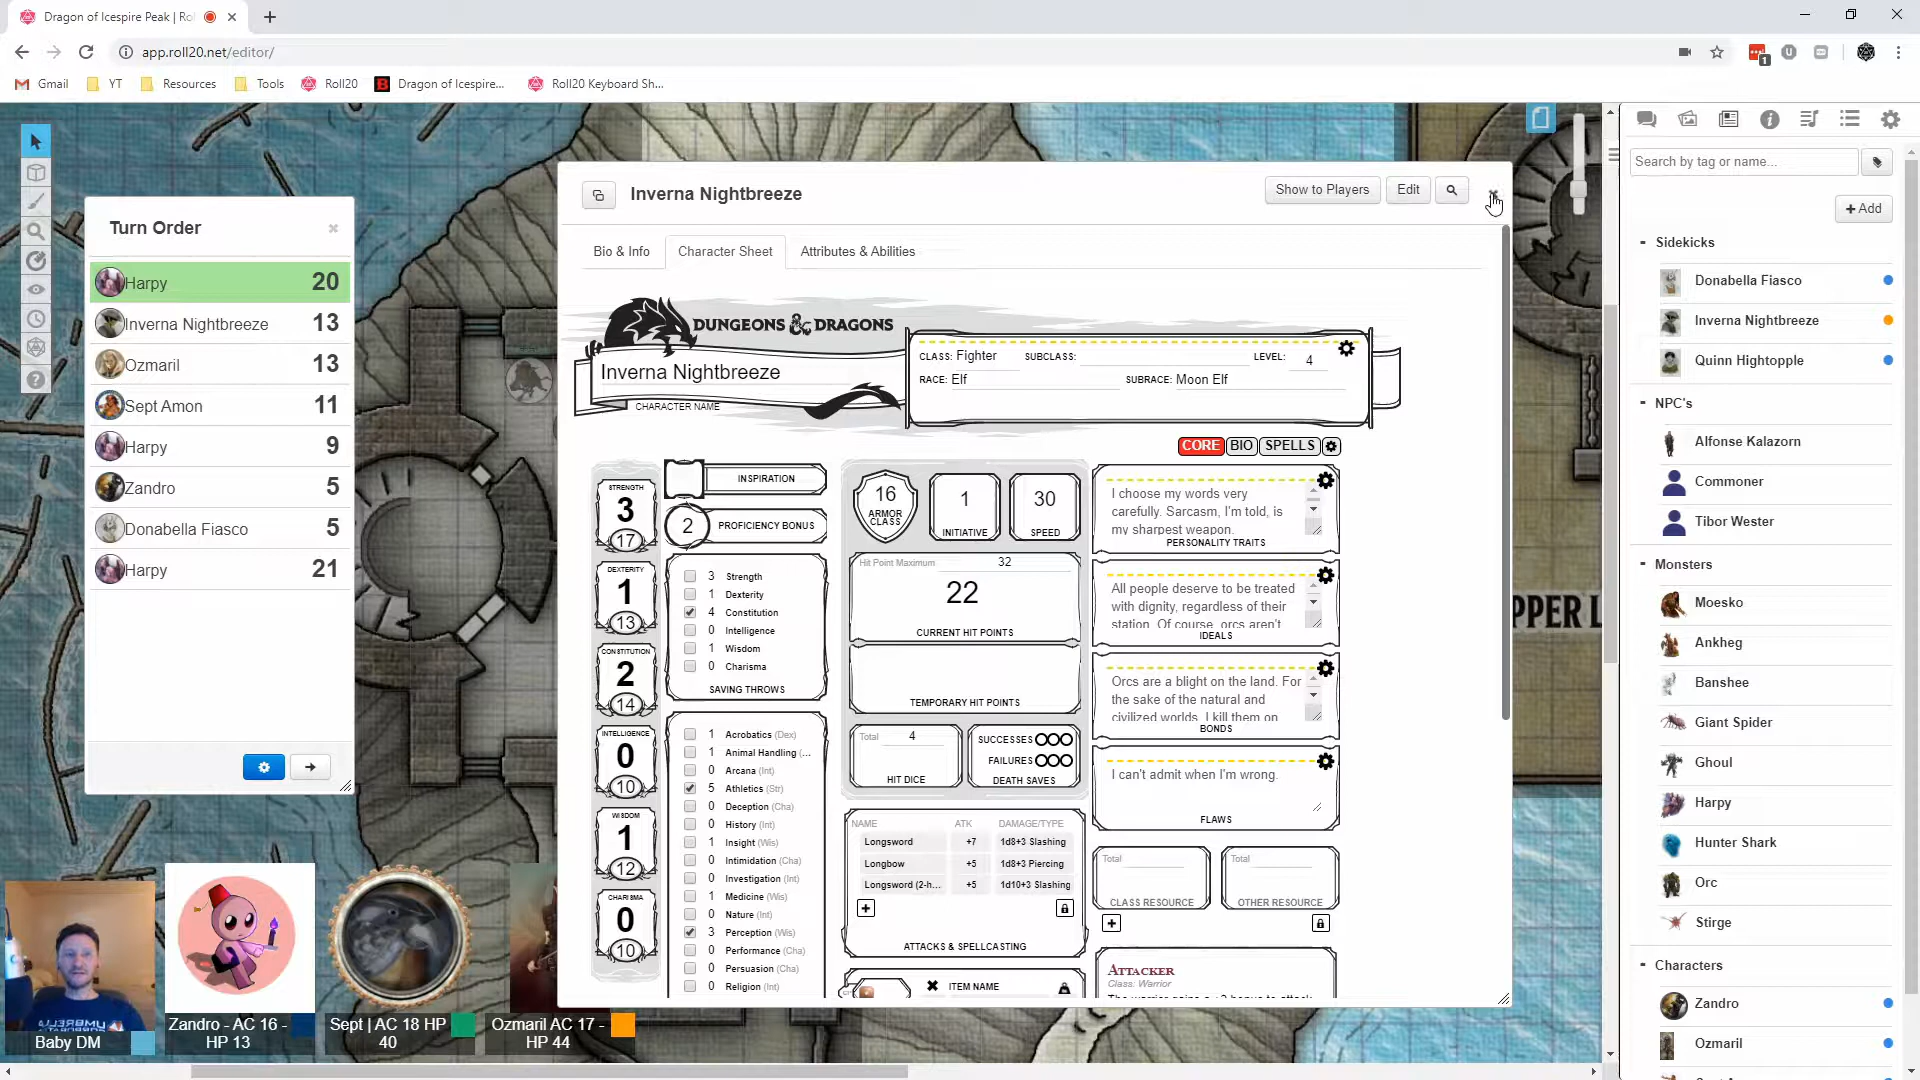 Dragon of Icespire Peak | Ro
app.roll20.net/editor/
Gmail
YT
Resources
Tools
Roll20
Dragon of Icespire...
Roll20 Keyboard Sh...
1
Turn Order
Harpy 20
Inverna Nightbreeze 13
Ozmaril 13
Sept Amon 11
Harpy 9
Zandro 5
Donabella Fiasco 5
Harpy 21
Inverna Nightbreeze
Show to Players
Edit
Bio & Info
Character Sheet
Attributes & Abilities
DUNGEONS & DRAGONS
Inverna Nightbreeze
CHARACTER NAME
CLASS: Fighter
SUBCLASS:
LEVEL: 4
RACE: Elf
SUBRACE: Moon Elf
CORE
BIO
SPELLS
STRENGTH
3
17
DEXTERITY
1
13
CONSTITUTION
2
14
INTELLIGENCE
0
10
WISDOM
1
12
CHARISMA
0
10
INSPIRATION
2 PROFICIENCY BONUS
3 Strength
1 Dexterity
4 Constitution
0 Intelligence
1 Wisdom
0 Charisma
SAVING THROWS
1 Acrobatics (Dex)
1 Animal Handling (...
0 Arcana (Int)
5 Athletics (Str)
0 Deception (Cha)
0 History (Int)
1 Insight (Wis)
0 Intimidation (Cha)
0 Investigation (Int)
1 Medicine (Wis)
0 Nature (Int)
3 Perception (Wis)
0 Performance (Cha)
0 Persuasion (Cha)
0 Religion (Int)
16
ARMOR
CLASS
1
INITIATIVE
30
SPEED
Hit Point Maximum 32
22
CURRENT HIT POINTS
TEMPORARY HIT POINTS
Total 4
HIT DICE
SUCCESSES
FAILURES
DEATH SAVES
NAME ATK DAMAGE/TYPE
Longsword +7 1d8+3 Slashing
Longbow +5 1d8+3 Piercing
Longsword (2-h... +5 1d10+3 Slashing
ATTACKS & SPELLCASTING
ITEM NAME
I choose my words very
carefully. Sarcasm, I'm told, is
my sharpest weapon.
PERSONALITY TRAITS
All people deserve to be treated
with dignity, regardless of their
station. Of course, orcs aren't
IDEALS
Orcs are a blight on the land. For
the sake of the natural and
civilized worlds, I kill them on
BONDS
I can't admit when I'm wrong.
FLAWS
Total
CLASS RESOURCE
Total
OTHER RESOURCE
ATTACKER
Class: Warrior
PPER L
Search by tag or name...
+ Add
Sidekicks
Donabella Fiasco
Inverna Nightbreeze
Quinn Hightopple
NPC's
Alfonse Kalazorn
Commoner
Tibor Wester
Monsters
Moesko
Ankheg
Banshee
Giant Spider
Ghoul
Harpy
Hunter Shark
Orc
Stirge
Characters
Zandro
Ozmaril
Baby DM
Zandro - AC 16 -
HP 13
Sept | AC 18 HP
40
Ozmaril AC 17 -
HP 44